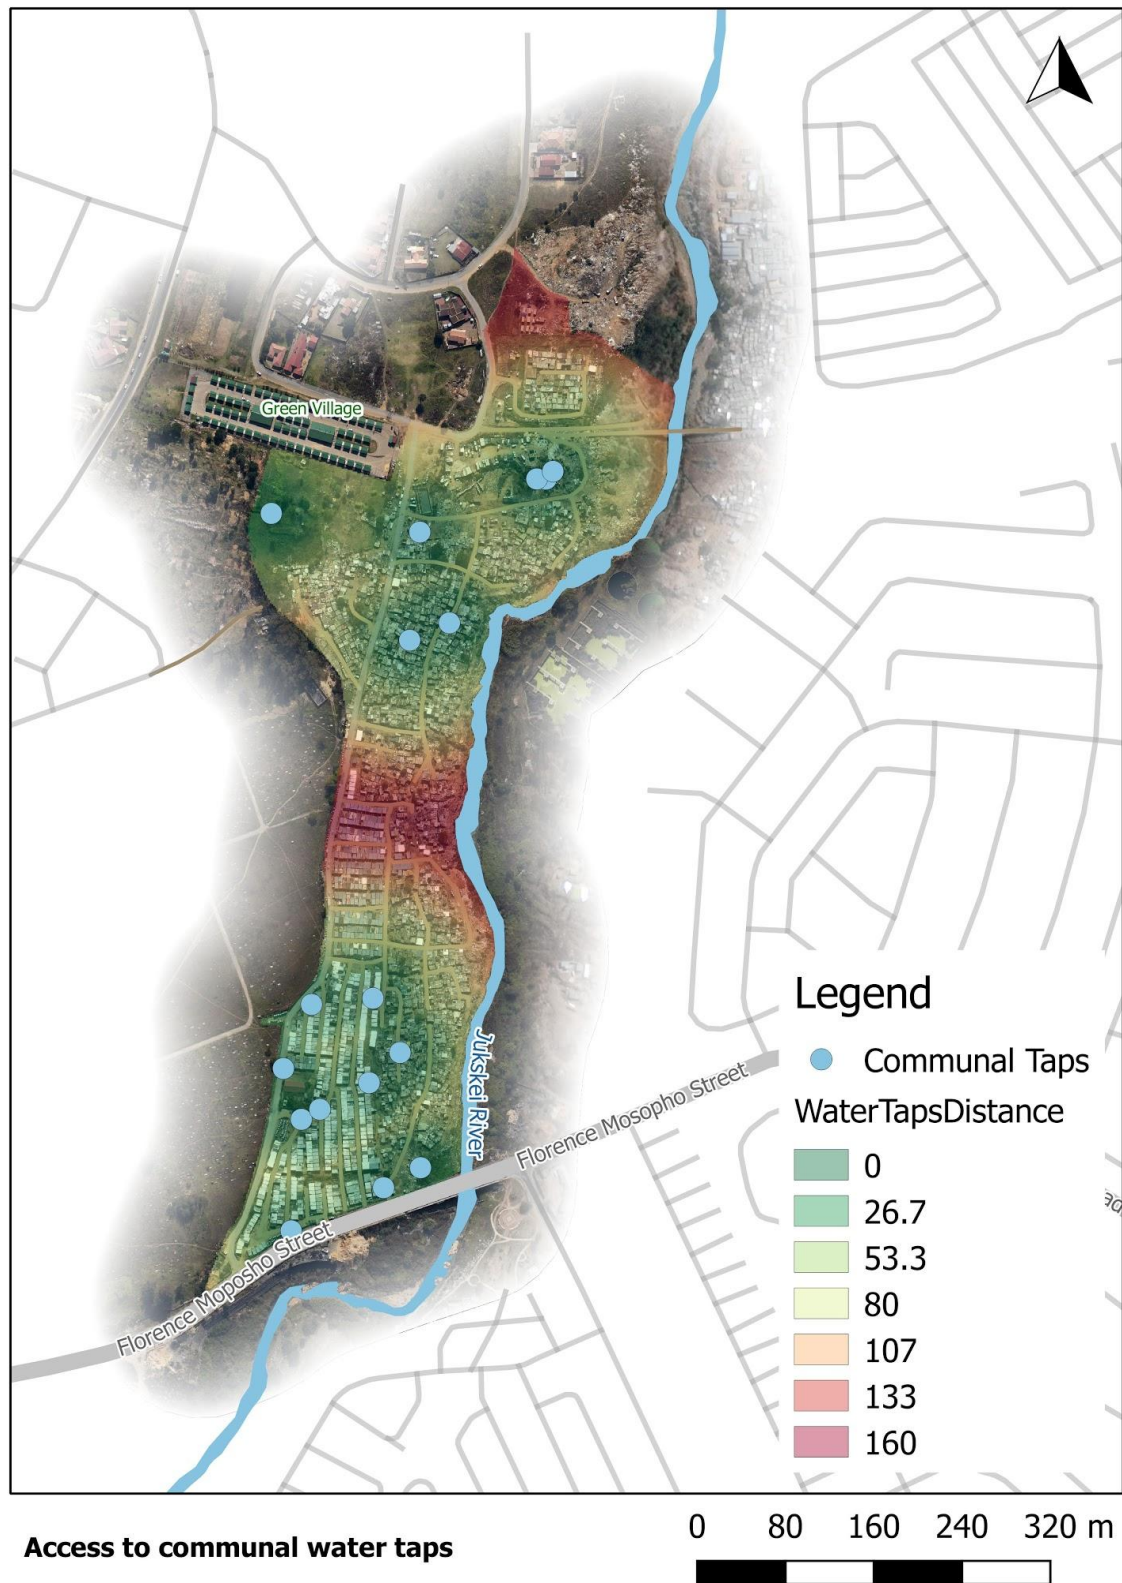 Green Village
Jukskei River
Florence Mosopho Street
Florence Moposho Street
Legend
Communal Taps
WaterTapsDistance
0
26.7
53.3
80
107
133
160
Access to communal water taps
0 80 160 240 320 m